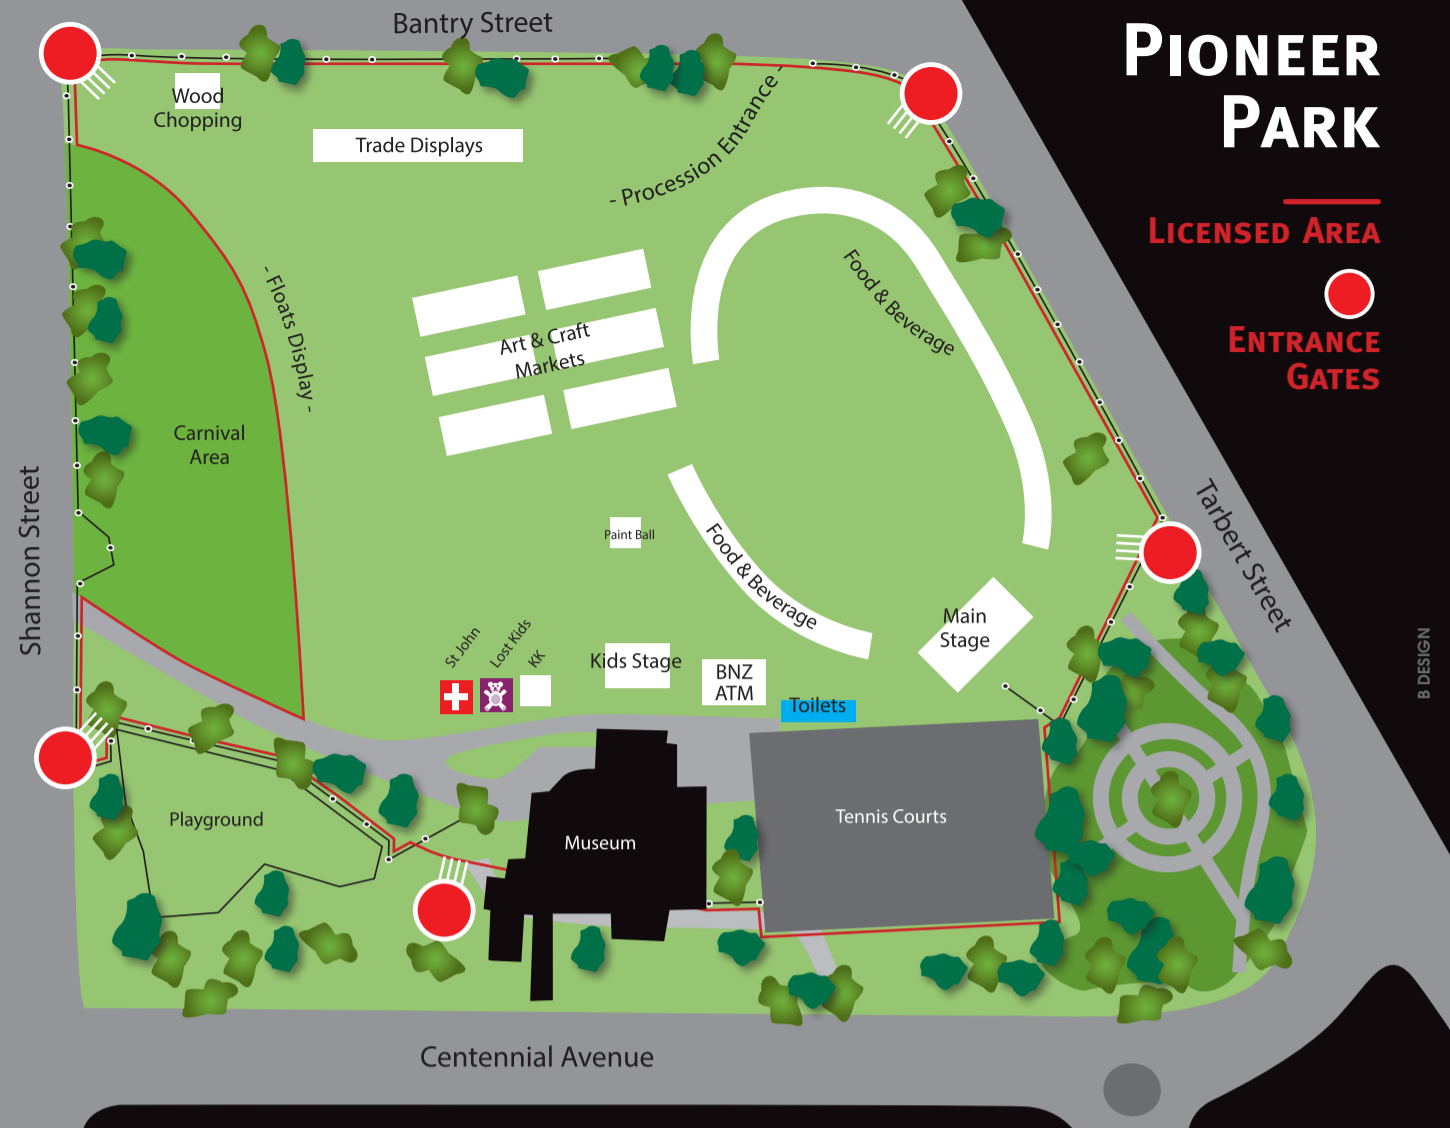 Bantry Street
PIONEER
PARK
LICENSED AREA
ENTRANCE
GATES
Wood
Chopping
Trade Displays
- Procession Entrance -
- Floats Display -
Food & Beverage
Art & Craft
Markets
Carnival
Area
Shannon Street
Tarbert Street
Paint Ball
Food & Beverage
Main
Stage
St John
Lost Kids
KK
Kids Stage
BNZ
ATM
Toilets
B DESIGN
Playground
Museum
Tennis Courts
Centennial Avenue